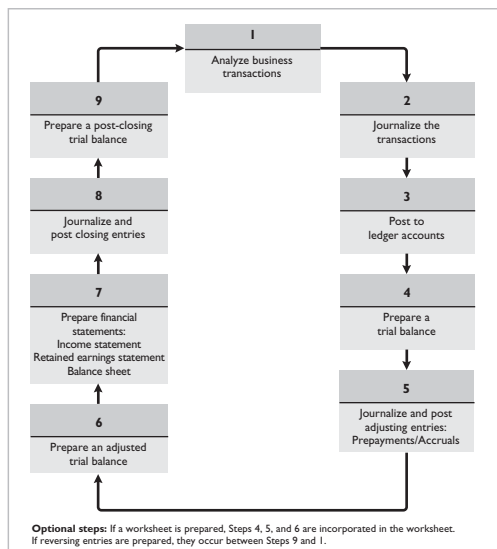 1
Analyze business
transactions
2
Journalize the
transactions
3
Post to
ledger accounts
4
Prepare a
trial balance
5
Journalize and post
adjusting entries:
Prepayments/Accruals
6
Prepare an adjusted
trial balance
7
Prepare financial
statements:
Income statement
Retained earnings statement
Balance sheet
8
Journalize and
post closing entries
9
Prepare a post-closing
trial balance
Optional steps: If a worksheet is prepared, Steps 4, 5, and 6 are incorporated in the worksheet.
If reversing entries are prepared, they occur between Steps 9 and 1.